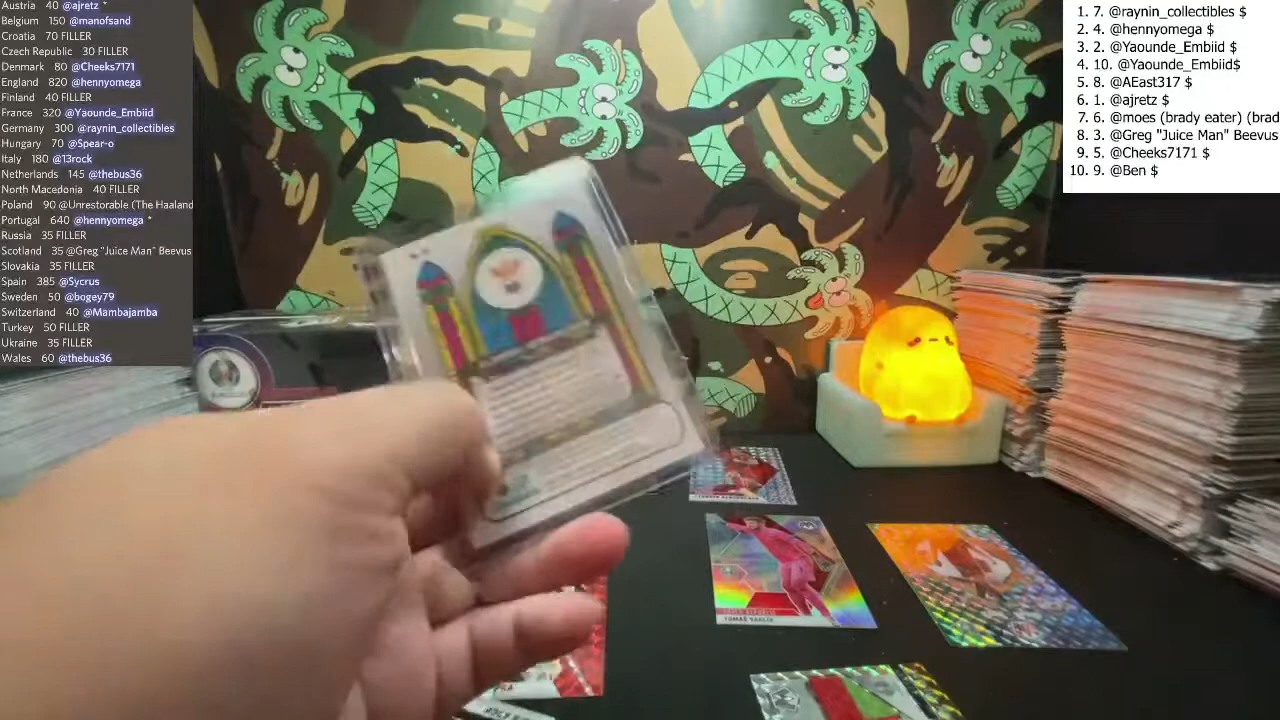 Austria 40 @ajretz *
Belgium 150 @manofsand
Croatia 70 FILLER
Czech Republic 30 FILLER
Denmark 80 @Cheeks7171
England 820 @hennyomega
Finland 40 FILLER
France 320 @Yaounde_Embiid
Germany 300 @raynin_collectibles
Hungary 70 @Spear-o
Italy 180 @13rock
Netherlands 145 @thebus36
North Macedonia 40 FILLER
Poland 90 @Unrestorable (The Haaland
Portugal 640 @hennyomega *
Russia 35 FILLER
Scotland 35 @Greg "Juice Man" Beevus
Slovakia 35 FILLER
Spain 385 @Sycrus
Sweden 50 @bogey79
Switzerland 40 @Mambajamba
Turkey 50 FILLER
Ukraine 35 FILLER
Wales 60 @thebus36
1. 7. @raynin_collectibles $
2. 4. @hennyomega $
3. 2. @Yaounde_Embiid $
4. 10. @Yaounde_Embiid$
5. 8. @AEast317 $
6. 1. @ajretz $
7. 6. @moes (brady eater) (brad
8. 3. @Greg "Juice Man" Beevus
9. 5. @Cheeks7171 $
10. 9. @Ben $